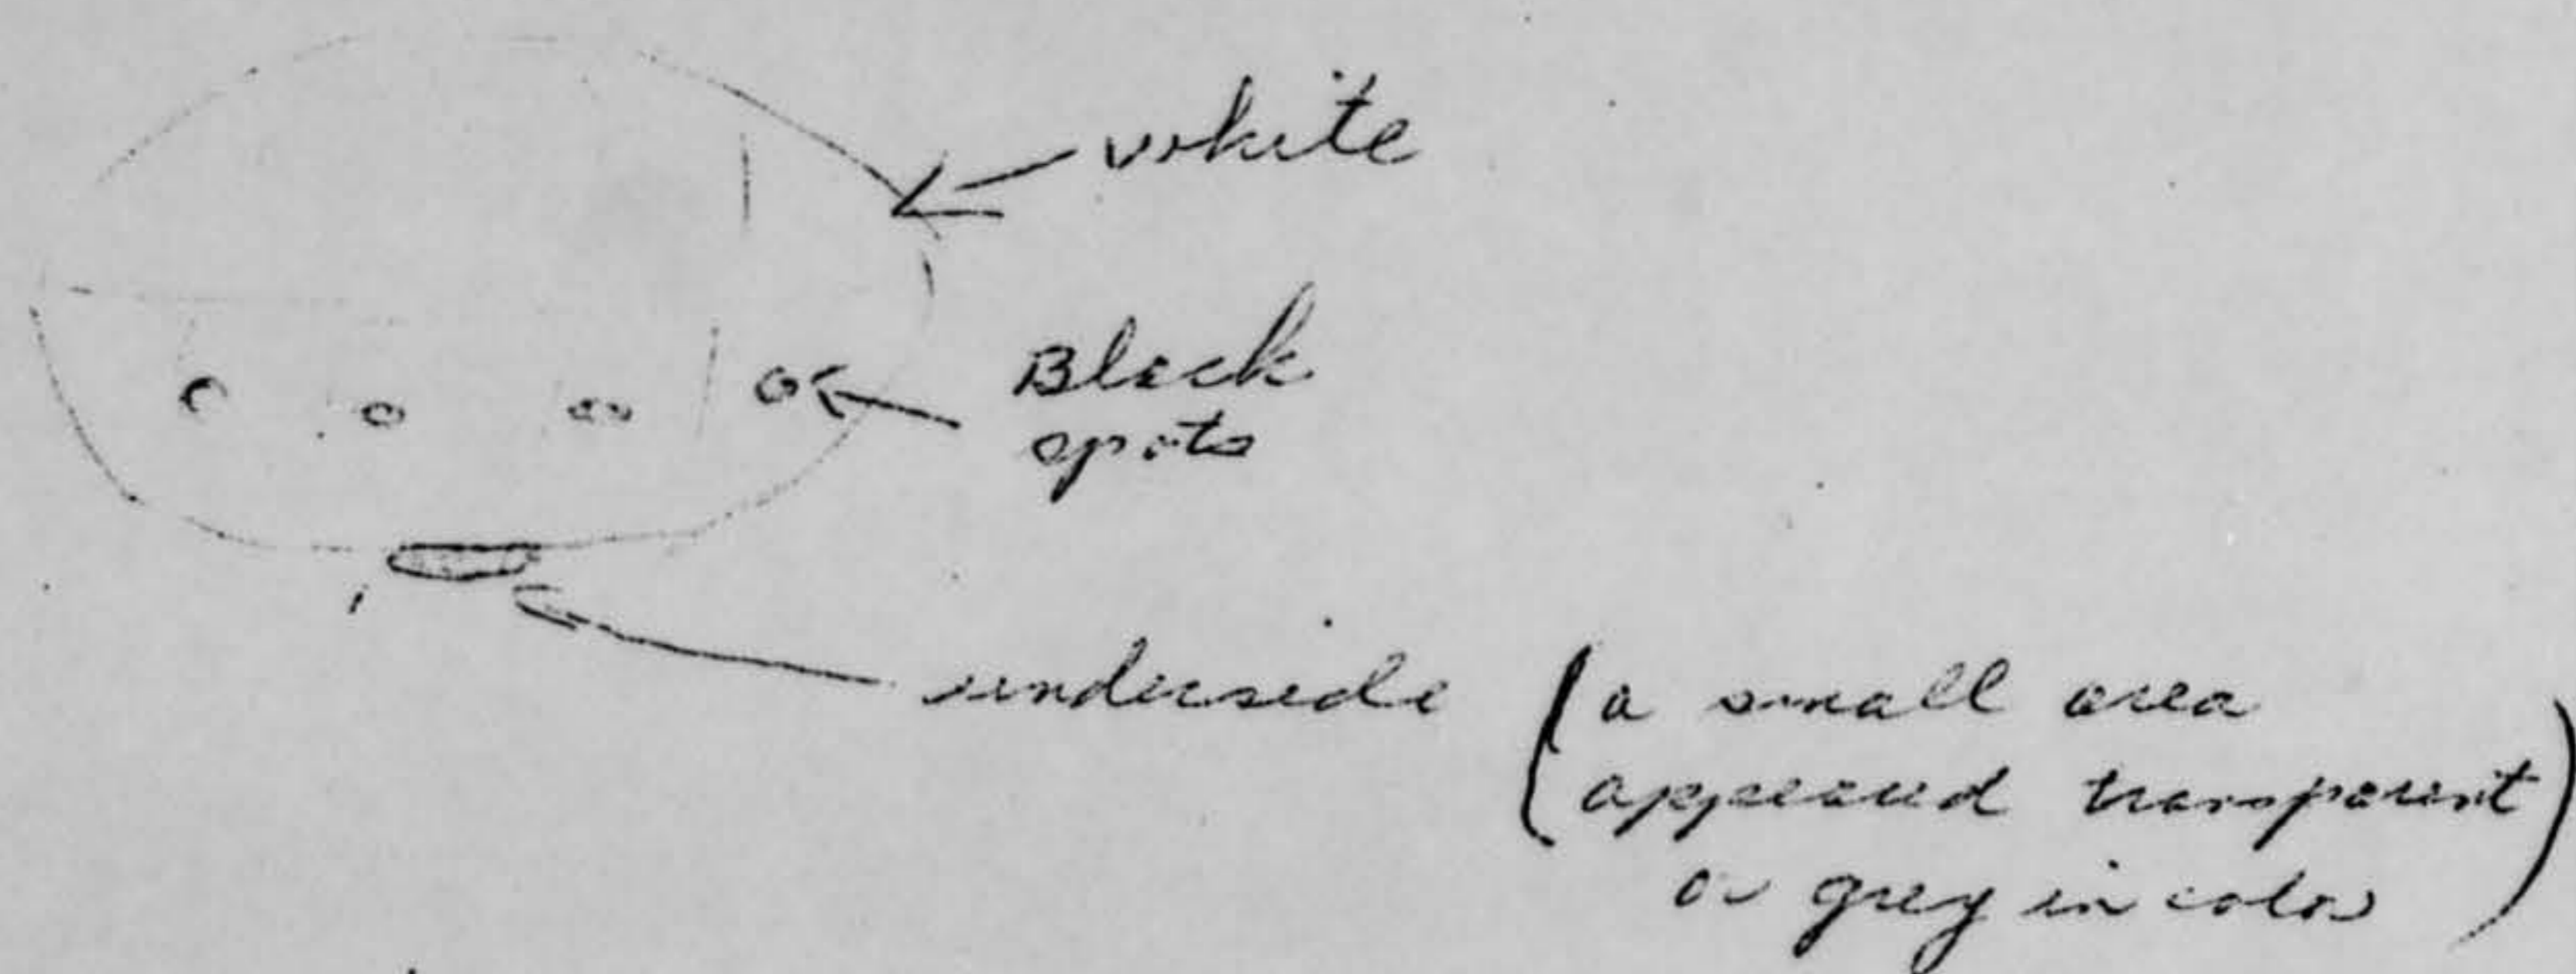 white
Black
spots
underside (a small area
appeared transparent
or grey in color)